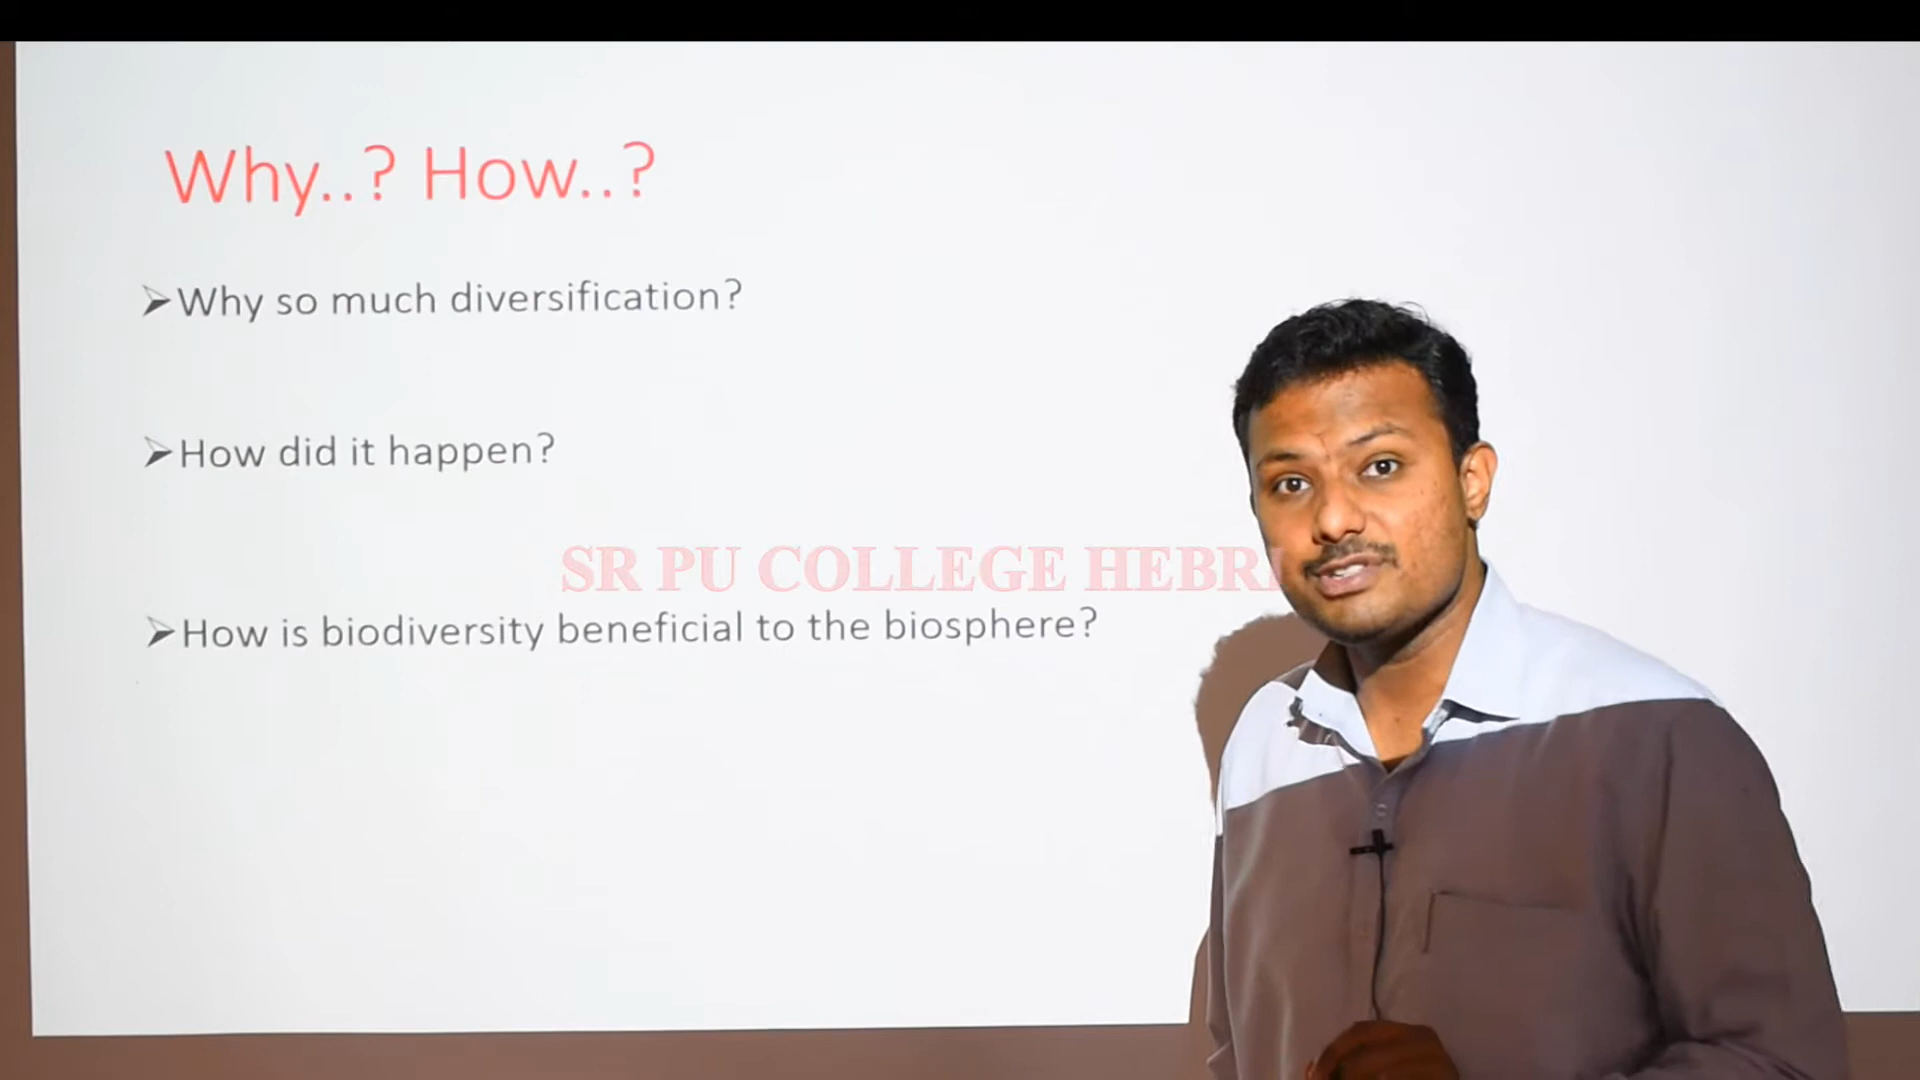 Why..? How..?
➢Why so much diversification?
➢How did it happen?
SR PU COLLEGE HEBRI
➢How is biodiversity beneficial to the biosphere?